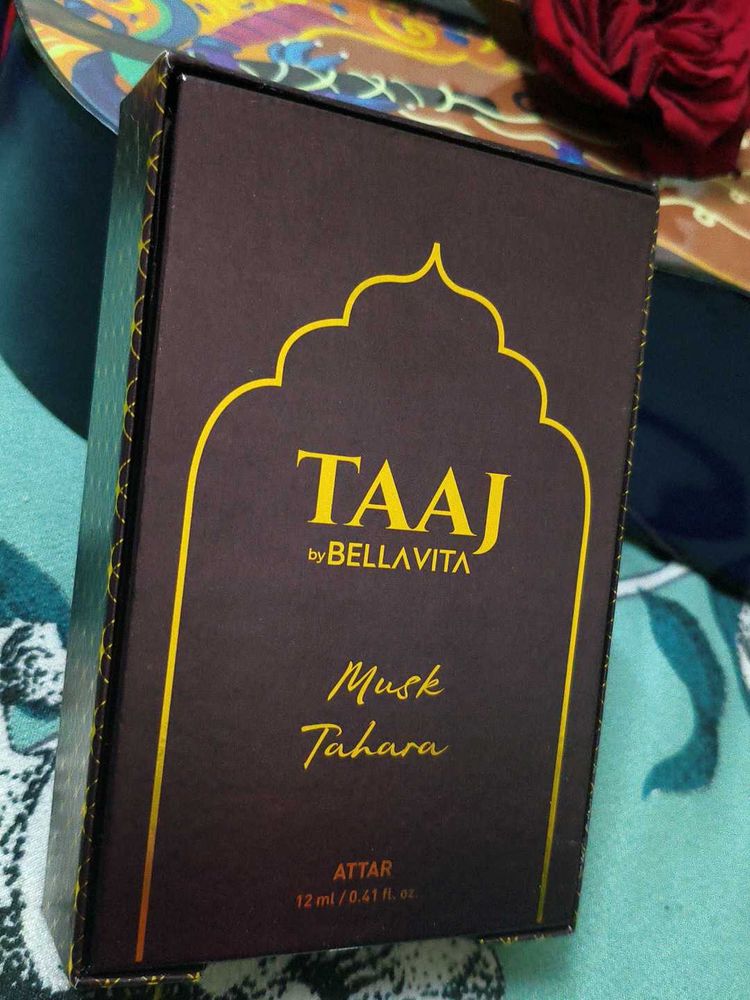 TAAJ
by BELLAVITA
Musk
Tahara
ATTAR
12 ml / 0.41 fl. oz.